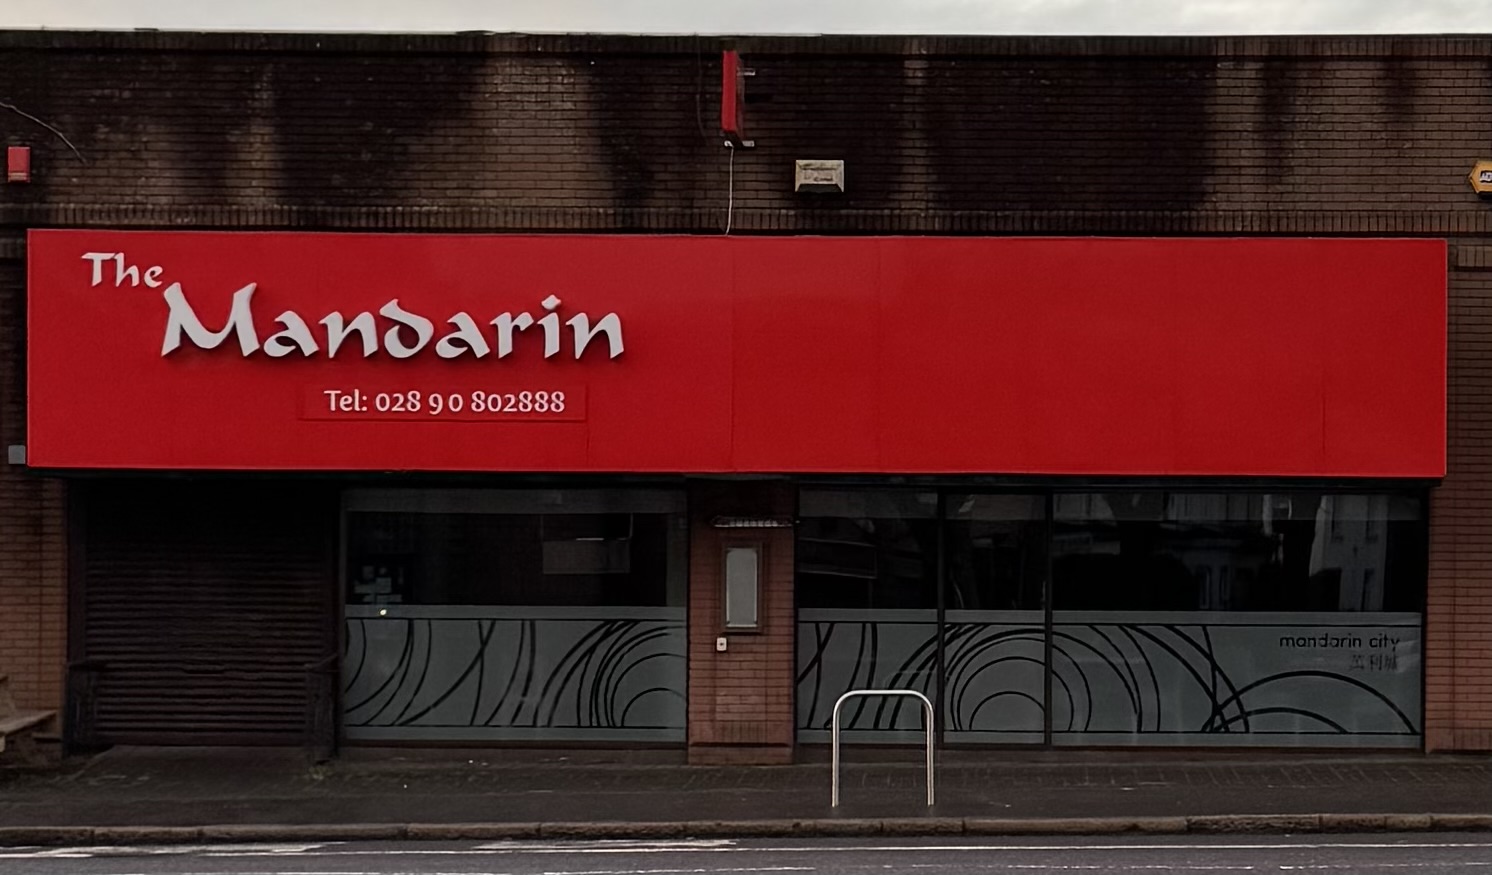 The
Mandarin
Tel: 028 90 802888
mandarin city